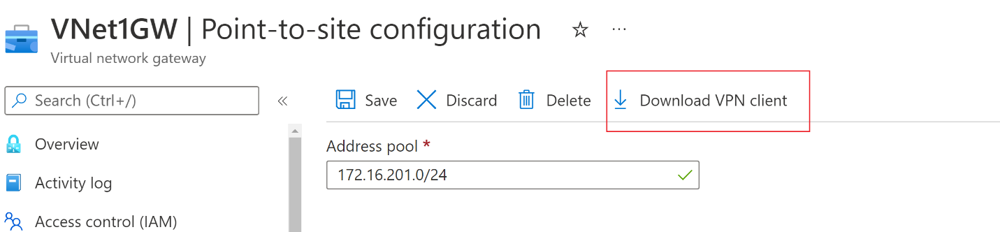 VNet1GW | Point-to-site configuration
Virtual network gateway
Search (Ctrl+/)
Save Discard Delete Download VPN client
Overview
Activity log
Access control (IAM)
Address pool *
172.16.201.0/24